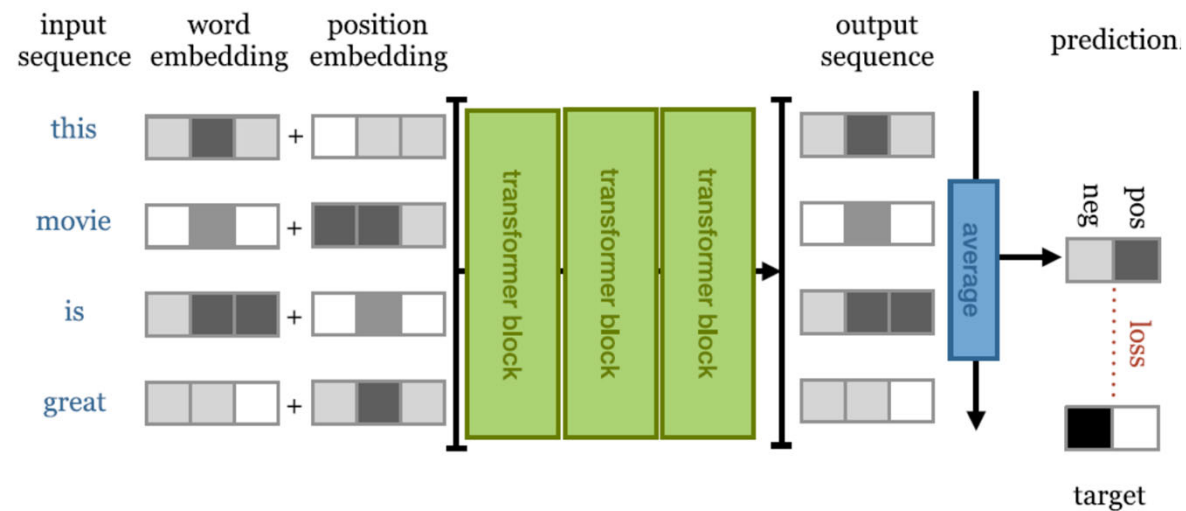 input
sequence
word
embedding
position
embedding
output
sequence
prediction.
this
+
movie
+
is
+
great
+
transformer block
transformer block
transformer block
average
neg
pos
loss
target